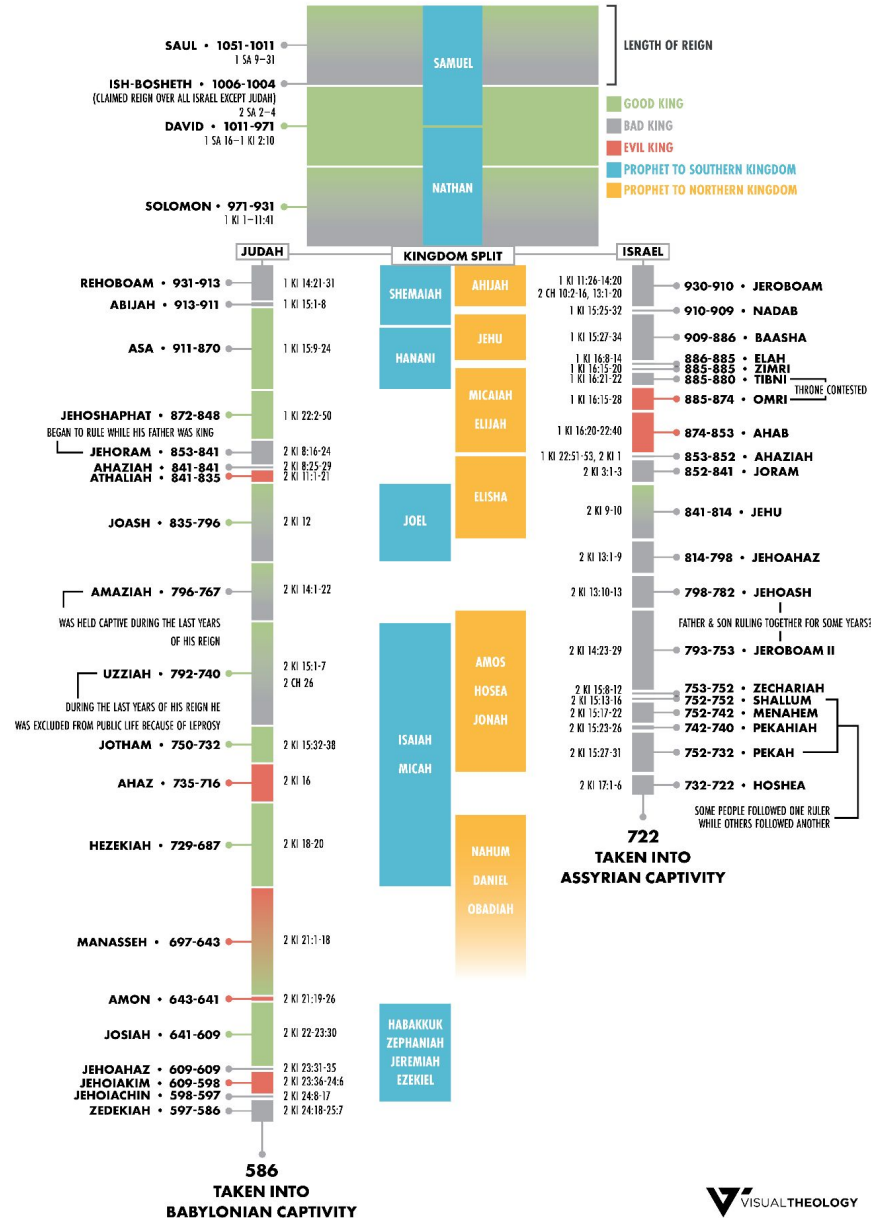 SAUL • 1051-1011
1 SA 9–31
ISH-BOSHETH • 1006-1004
(CLAIMED REIGN OVER ALL ISRAEL EXCEPT JUDAH)
2 SA 2–4
DAVID • 1011-971
1 SA 16–1 KI 2:10
SOLOMON • 971-931
1 KI 1–11:41
SAMUEL
NATHAN
LENGTH OF REIGN
GOOD KING
BAD KING
EVIL KING
PROPHET TO SOUTHERN KINGDOM
PROPHET TO NORTHERN KINGDOM
JUDAH
KINGDOM SPLIT
ISRAEL
REHOBOAM • 931-913
1 KI 14:21-31
ABIJAH • 913-911
1 KI 15:1-8
ASA • 911-870
1 KI 15:9-24
JEHOSHAPHAT • 872-848
1 KI 22:2-50
BEGAN TO RULE WHILE HIS FATHER WAS KING
JEHORAM • 853-841
2 KI 8:16-24
AHAZIAH • 841-841
2 KI 8:25-29
ATHALIAH • 841-835
2 KI 11:1-21
JOASH • 835-796
2 KI 12
AMAZIAH • 796-767
2 KI 14:1-22
WAS HELD CAPTIVE DURING THE LAST YEARS
OF HIS REIGN
UZZIAH • 792-740
2 KI 15:1-7
2 CH 26
DURING THE LAST YEARS OF HIS REIGN HE
WAS EXCLUDED FROM PUBLIC LIFE BECAUSE OF LEPROSY
JOTHAM • 750-732
2 KI 15:32-38
AHAZ • 735-716
2 KI 16
HEZEKIAH • 729-687
2 KI 18-20
MANASSEH • 697-643
2 KI 21:1-18
AMON • 643-641
2 KI 21:19-26
JOSIAH • 641-609
2 KI 22-23:30
JEHOAHAZ • 609-609
2 KI 23:31-35
JEHOIAKIM • 609-598
2 KI 23:36-24:6
JEHOIACHIN • 598-597
2 KI 24:8-17
ZEDEKIAH • 597-586
2 KI 24:18-25:7
586
TAKEN INTO
BABYLONIAN CAPTIVITY
SHEMAIAH
HANANI
JOEL
ISAIAH
MICAH
HABAKKUK
ZEPHANIAH
JEREMIAH
EZEKIEL
AHIJAH
JEHU
MICAIAH
ELIJAH
ELISHA
AMOS
HOSEA
JONAH
NAHUM
DANIEL
OBADIAH
1 KI 11:26-14:20
2 CH 10:2-16, 13:1-20
930-910 • JEROBOAM
1 KI 15:25-32
910-909 • NADAB
1 KI 15:27-34
909-886 • BAASHA
1 KI 16:8-14
886-885 • ELAH
1 KI 16:15-20
885-885 • ZIMRI
1 KI 16:21-22
885-880 • TIBNI
THRONE CONTESTED
1 KI 16:15-28
885-874 • OMRI
1 KI 16:20-22:40
874-853 • AHAB
1 KI 22:51-53, 2 KI 1
853-852 • AHAZIAH
2 KI 3:1-3
852-841 • JORAM
2 KI 9-10
841-814 • JEHU
2 KI 13:1-9
814-798 • JEHOAHAZ
2 KI 13:10-13
798-782 • JEHOASH
FATHER & SON RULING TOGETHER FOR SOME YEARS?
2 KI 14:23-29
793-753 • JEROBOAM II
2 KI 15:8-12
753-752 • ZECHARIAH
2 KI 15:13-16
752-752 • SHALLUM
2 KI 15:17-22
752-742 • MENAHEM
2 KI 15:23-26
742-740 • PEKAHIAH
2 KI 15:27-31
752-732 • PEKAH
2 KI 17:1-6
732-722 • HOSHEA
SOME PEOPLE FOLLOWED ONE RULER
WHILE OTHERS FOLLOWED ANOTHER
722
TAKEN INTO
ASSYRIAN CAPTIVITY
VISUALTHEOLOGY